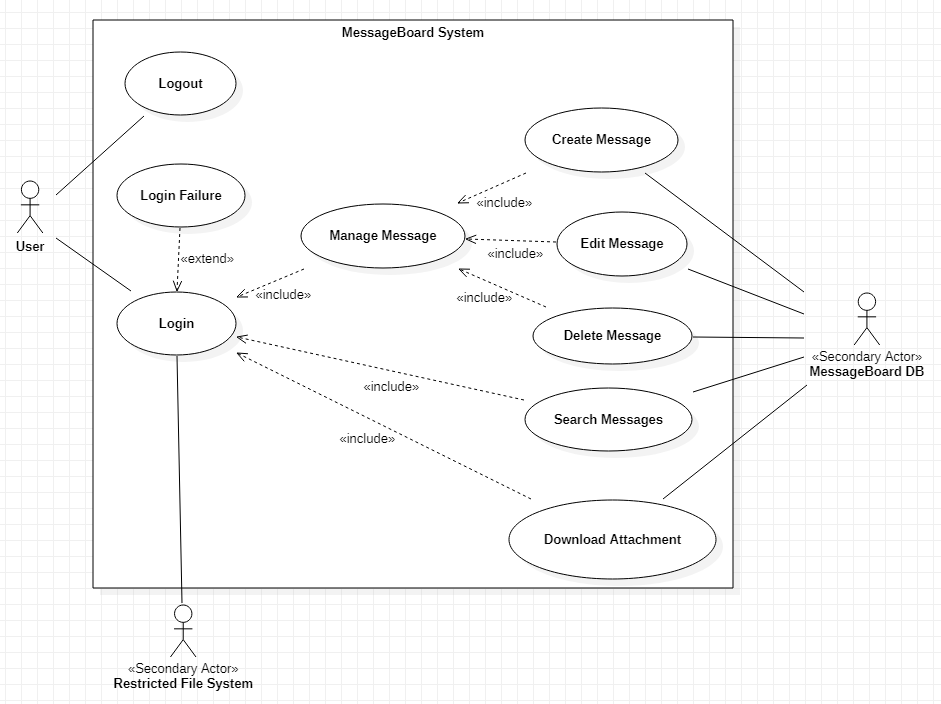 MessageBoard System
Logout
Create Message
Login Failure
«include»
User
Manage Message
Edit Message
«extend»
«include»
«include»
«include»
Login
Delete Message
«Secondary Actor»
MessageBoard DB
«include»
Search Messages
«include»
Download Attachment
«Secondary Actor»
Restricted File System